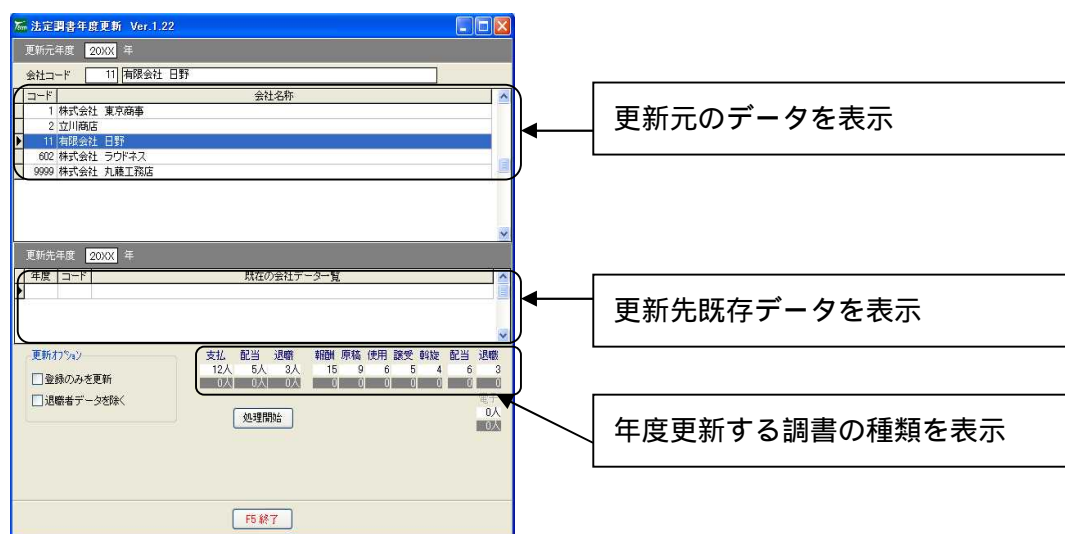 法定調書年度更新 Ver.1.22
更新元年度 20XX 年
会社コード 11 有限会社 日野
コード 会社名称
1 株式会社 東京商事
2 立川商店
11 有限会社 日野
602 株式会社 ラウドネス
9999 株式会社 丸藤工務店
更新元のデータを表示
更新先年度 20XX 年
年度 コード 既在の会社データ一覧
更新先既存データを表示
更新オプション
登録のみを更新
退職者データを除く
支払 配当 退職 報酬 原稿 使用 譲受 斡旋 配当 退職
12人 5人 3人 15 9 6 5 4 6 3
0人 0人 0人 0 0 0 0 0 0 0
電子
0人
0人
処理開始
年度更新する調書の種類を表示
F5 終了